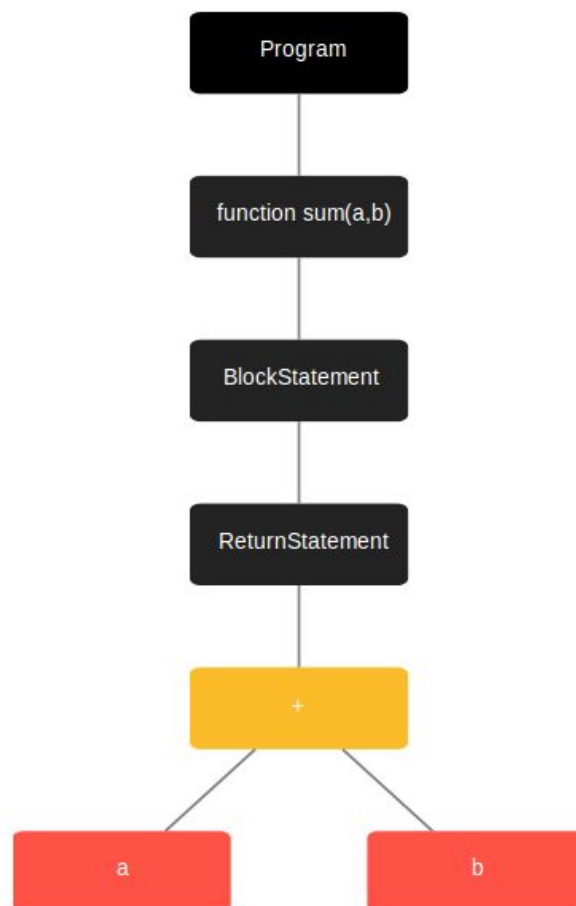 Program
function sum(a,b)
BlockStatement
ReturnStatement
+
a
b